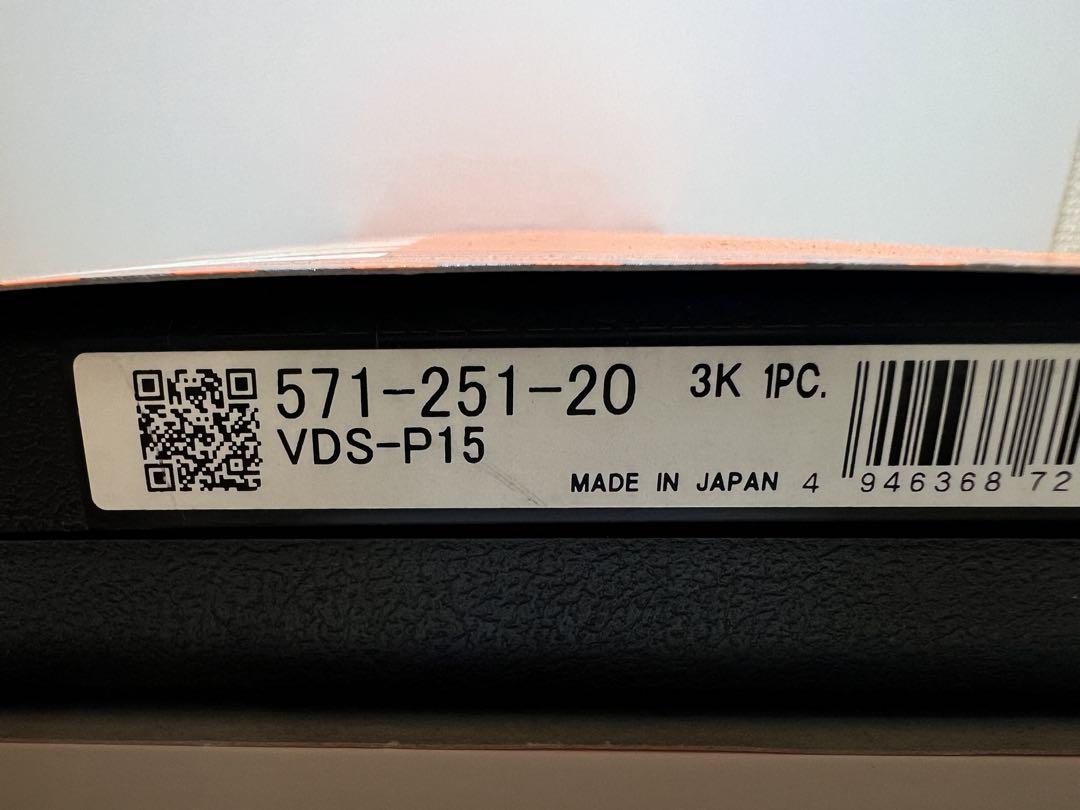 571-251-20 3K 1PC.
VDS-P15
MADE IN JAPAN 4 946368 72